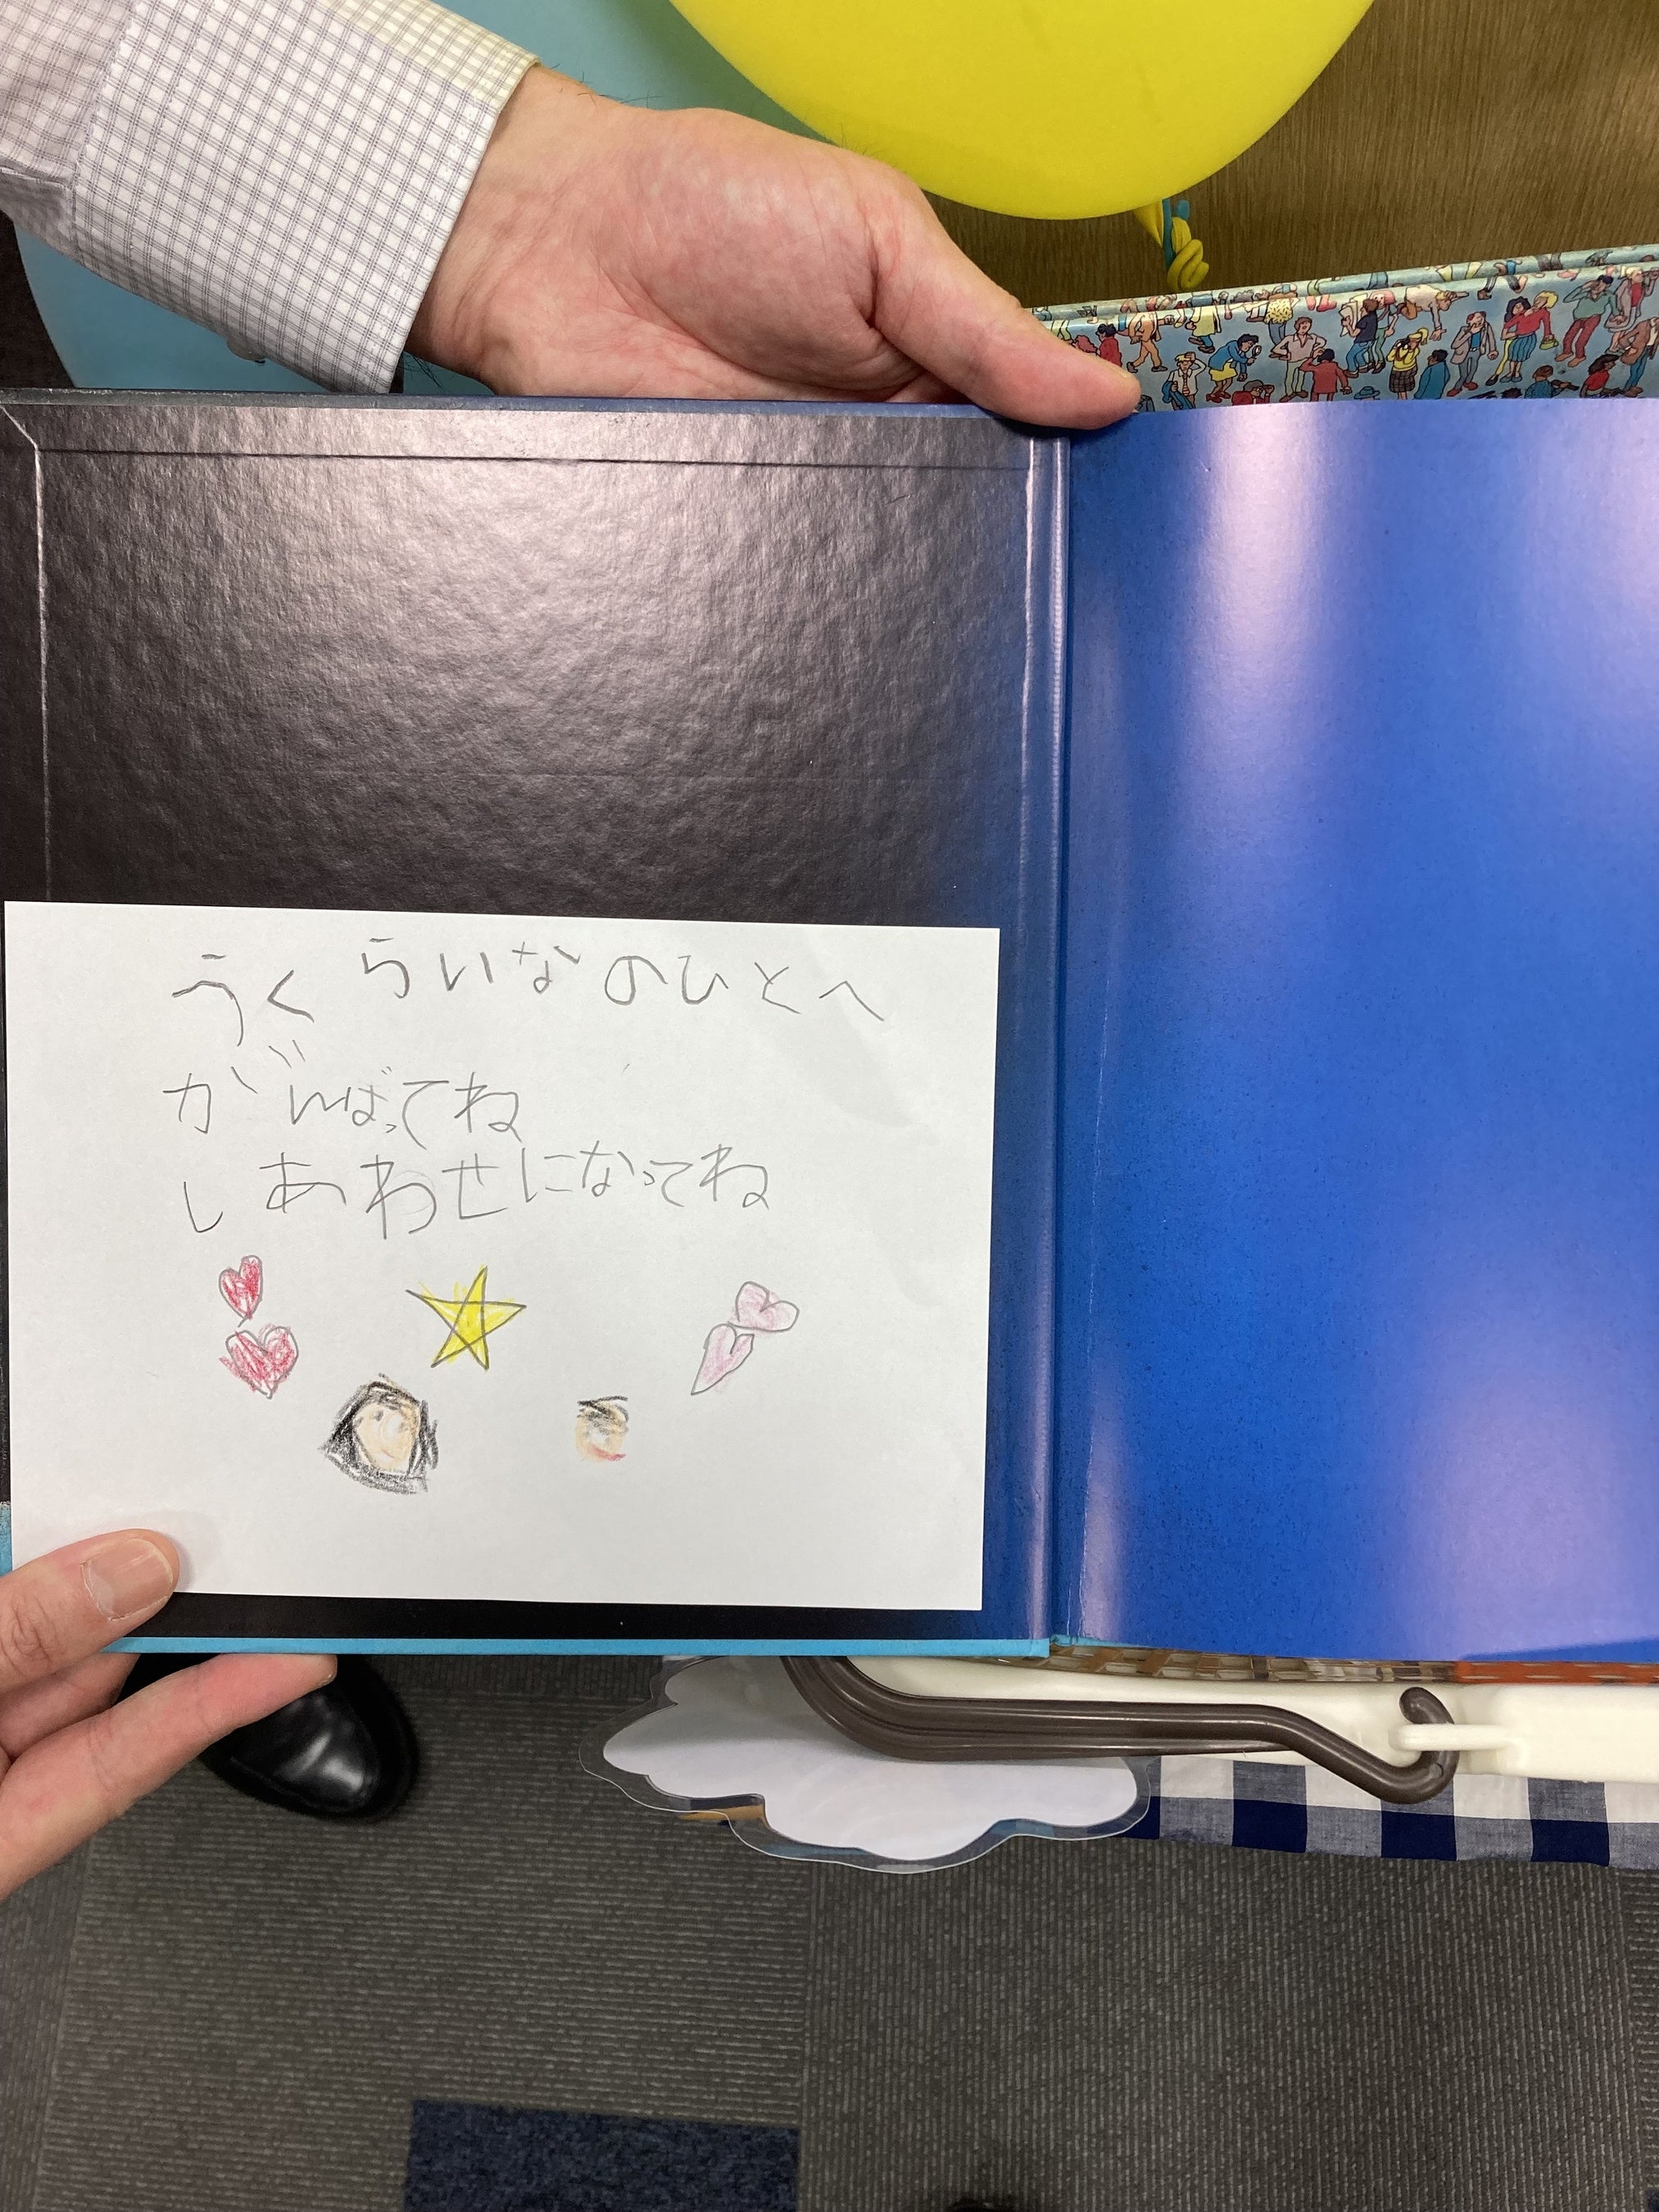 うくらいなのひとへ
がんばってね
しあわせになってね